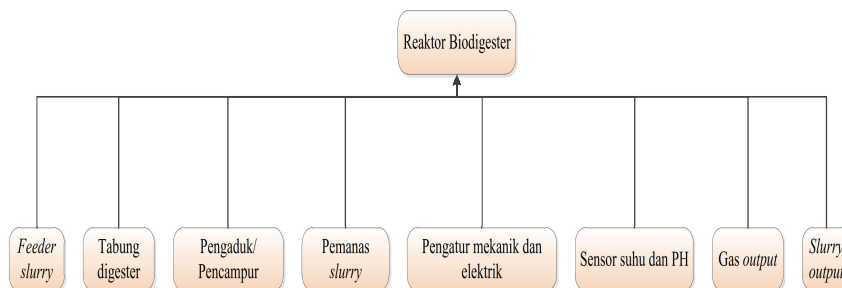 Reaktor Biodigester
Feeder
slurry
Tabung
digester
Pengaduk/
Pencampur
Pemanas
slurry
Pengatur mekanik dan
elektrik
Sensor suhu dan PH
Gas output
Slurry
output